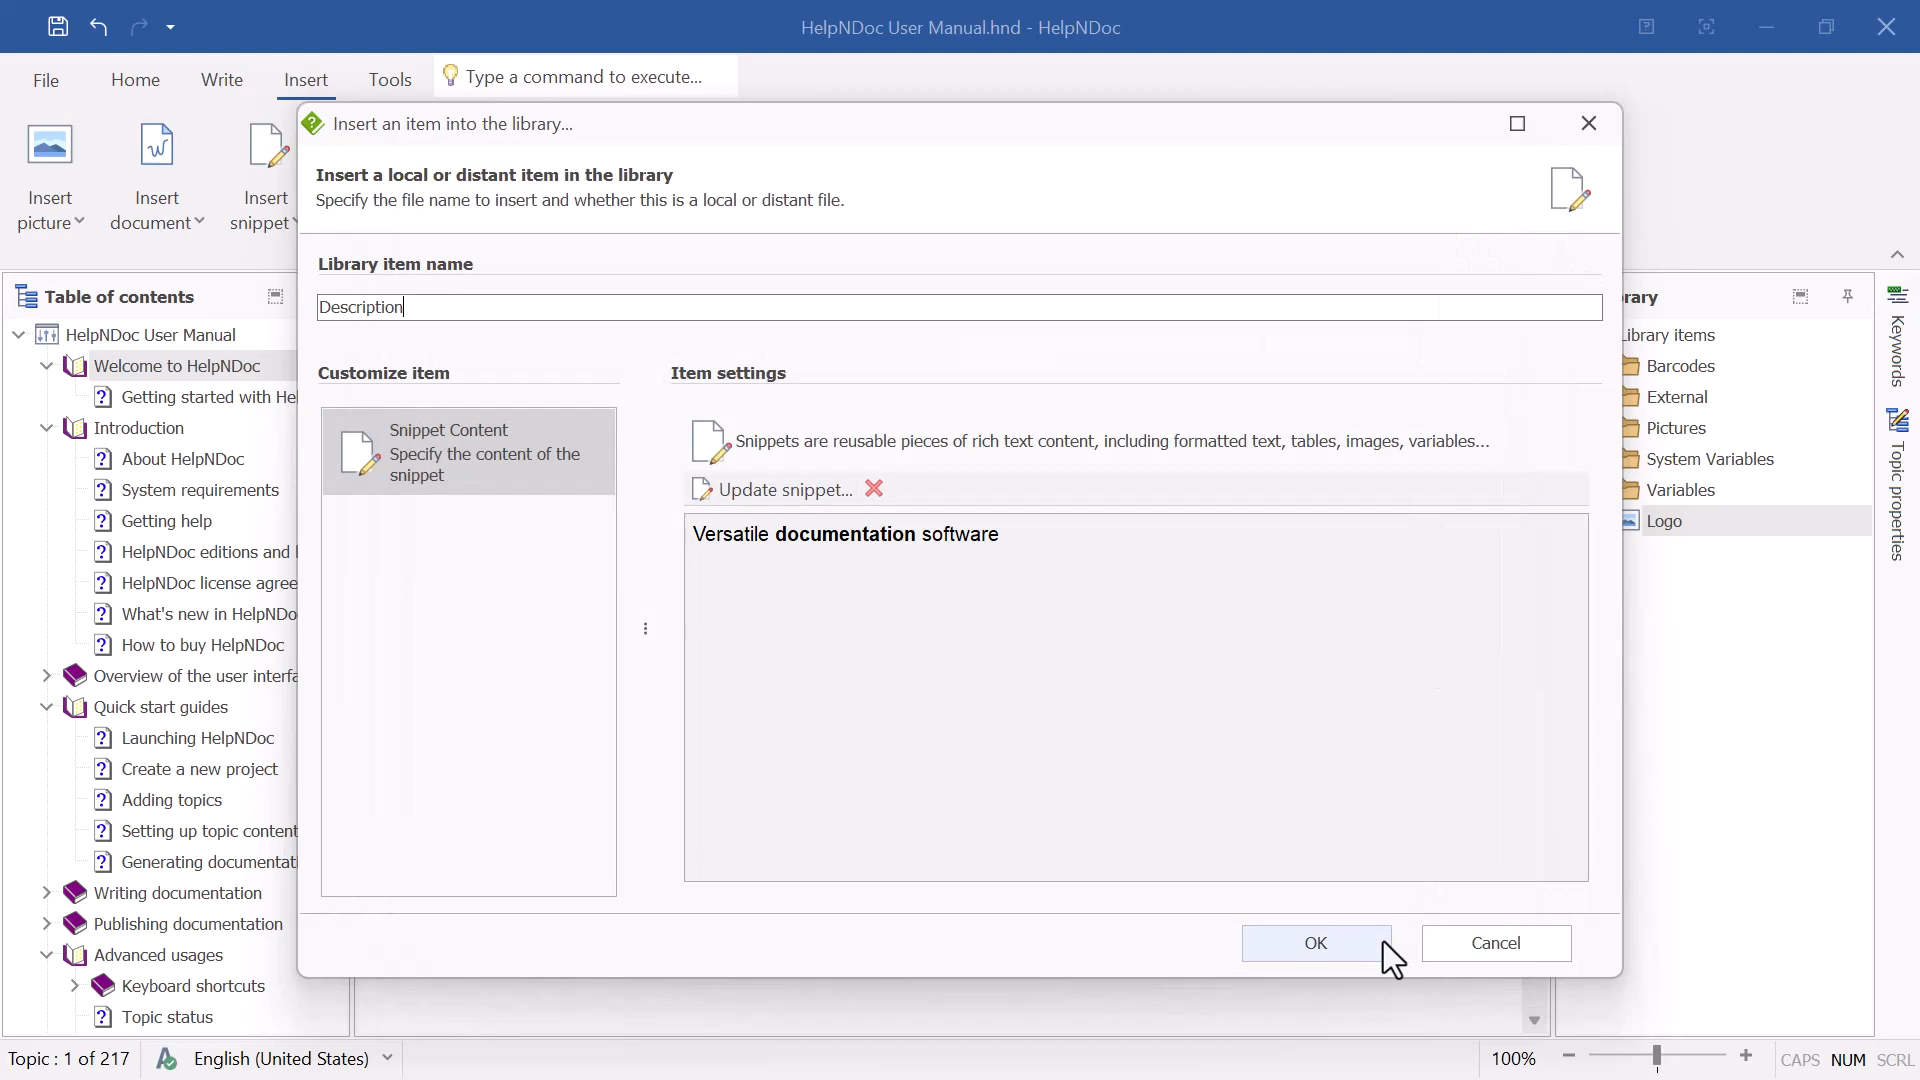 HelpNDoc User Manual.hnd - HelpNDoc
File
Home
Write
Insert
Tools
Type a command to execute...
Insert picture
Insert document
Insert snippet
Insert an item into the library...
Insert a local or distant item in the library
Specify the file name to insert and whether this is a local or distant file.
Library item name
Description
Customize item
Snippet Content
Specify the content of the
snippet
Item settings
Snippets are reusable pieces of rich text content, including formatted text, tables, images, variables...
Update snippet...
Versatile documentation software
OK
Cancel
Table of contents
HelpNDoc User Manual
Welcome to HelpNDoc
Getting started with Hel
Introduction
About HelpNDoc
System requirements
Getting help
HelpNDoc editions and
HelpNDoc license agree
What's new in HelpNDo
How to buy HelpNDoc
Overview of the user interfa
Quick start guides
Launching HelpNDoc
Create a new project
Adding topics
Setting up topic content
Generating documentat
Writing documentation
Publishing documentation
Advanced usages
Keyboard shortcuts
Topic status
rary
Library items
Barcodes
External
Pictures
System Variables
Variables
Logo
Keywords
Topic properties
Topic : 1 of 217
English (United States)
100%
CAPS NUM SCRL